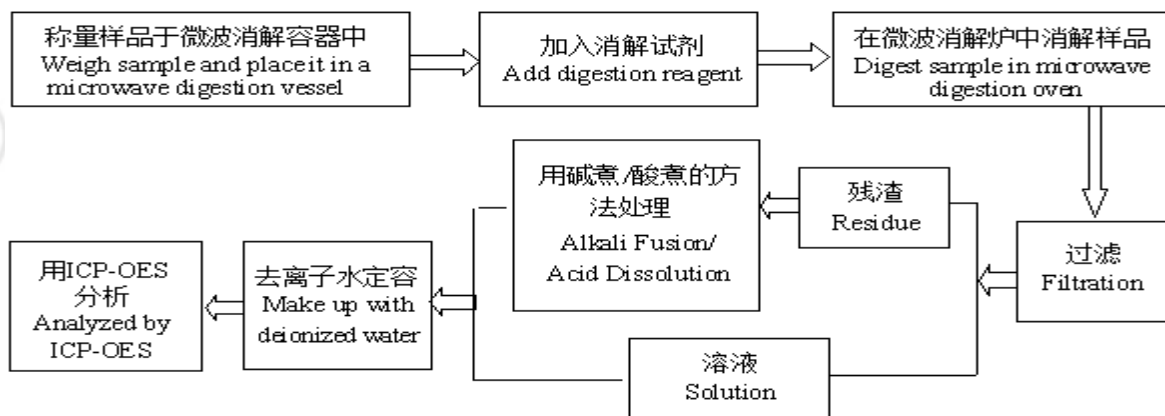 称量样品于微波消解容器中
Weigh sample and place it in a
microwave digestion vessel
加入消解试剂
Add digestion reagent
在微波消解炉中消解样品
Digest sample in microwave
digestion oven
过滤
Filtration
残渣
Residue
用碱煮/酸煮的方
法处理
Alkali Fusion/
Acid Dissolution
溶液
Solution
去离子水定容
Make up with
deionized water
用ICP-OES
分析
Analyzed by
ICP-OES